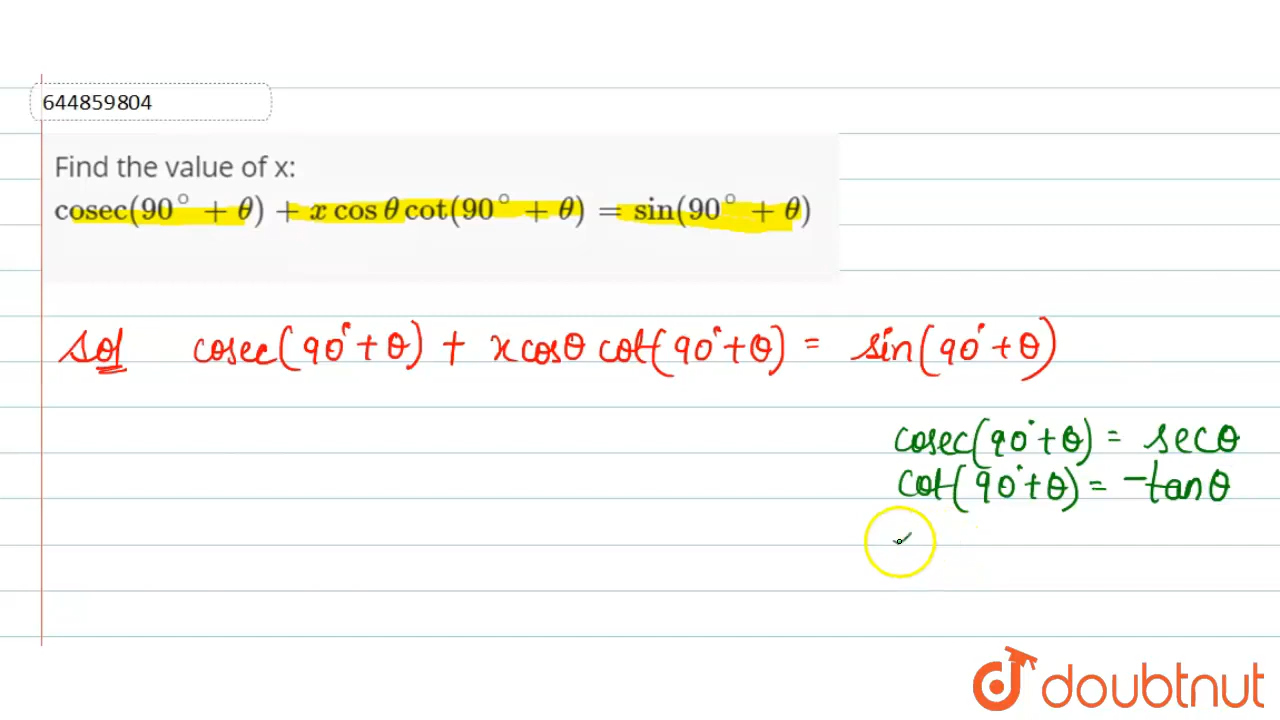 644859804
Find the value of x:
cosec(90° + θ) + x cos θ cot(90° + θ) = sin(90° + θ)
Sol cosec(90° + θ) + x cosθ cot(90° + θ) = sin(90° + θ)
cosec(90° + θ) = secθ
cot(90° + θ) = -tanθ
doubtnut